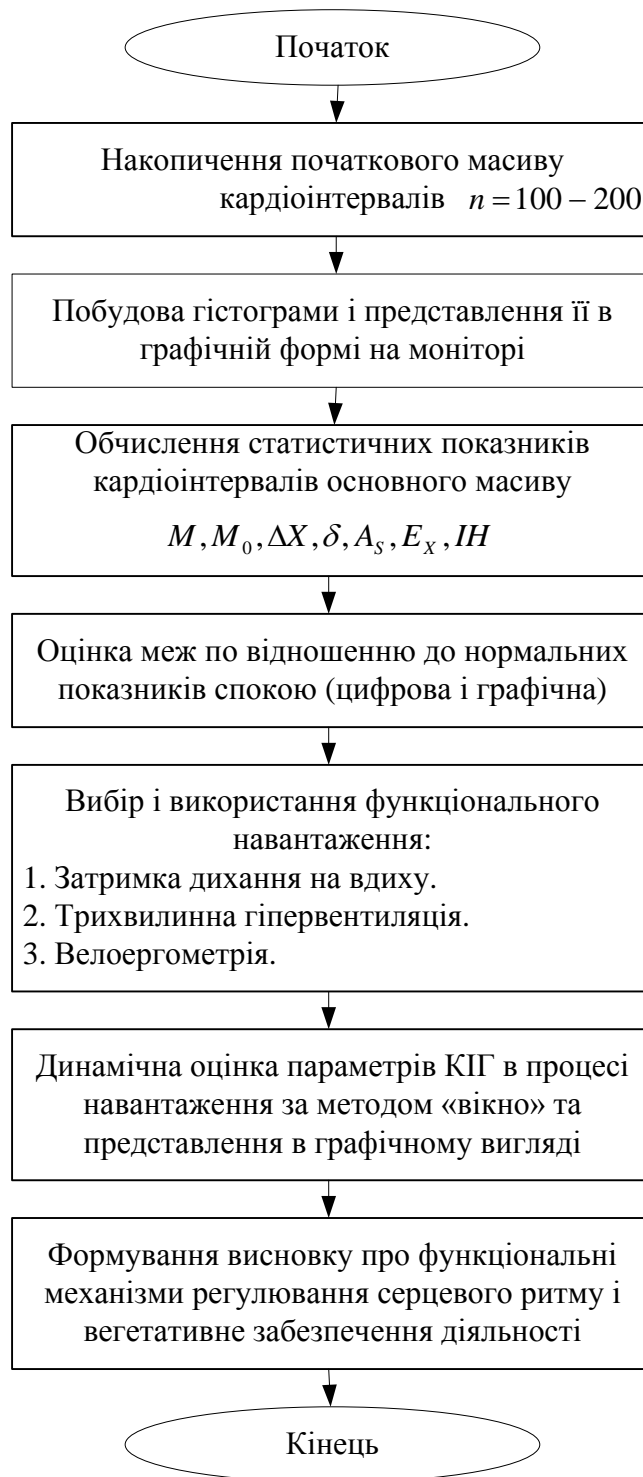 Початок
Накопичення початкового масиву
кардіоінтервалів n = 100 − 200
Побудова гістограми і представлення її в
графічній формі на моніторі
Обчислення статистичних показників
кардіоінтервалів основного масиву
M, M₀, ΔX, δ, A_S, E_X, IH
Оцінка меж по відношенню до нормальних
показників спокою (цифрова і графічна)
Вибір і використання функціонального
навантаження:
1. Затримка дихання на вдиху.
2. Трихвилинна гіпервентиляція.
3. Велоергометрія.
Динамічна оцінка параметрів КІГ в процесі
навантаження за методом «вікно» та
представлення в графічному вигляді
Формування висновку про функціональні
механізми регулювання серцевого ритму і
вегетативне забезпечення діяльності
Кінець